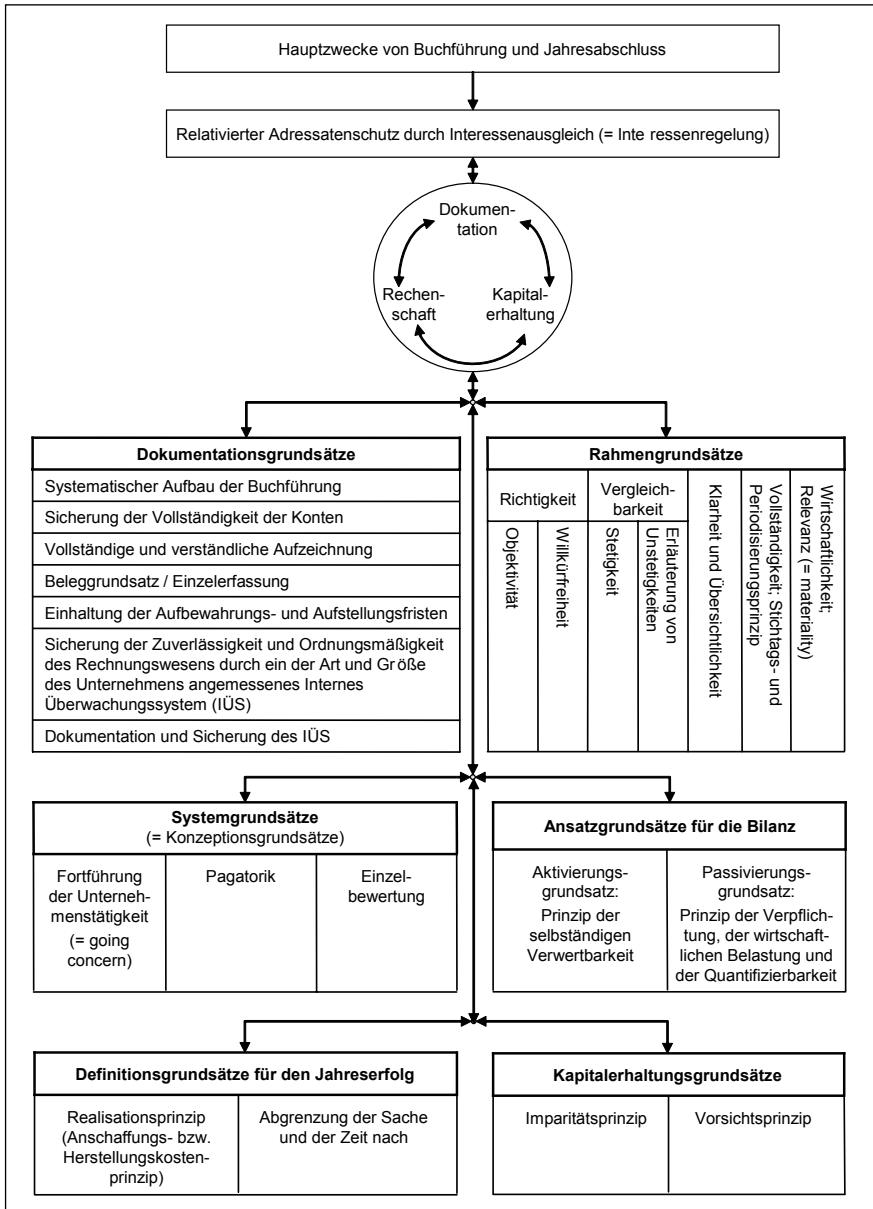 Hauptzwecke von Buchführung und Jahresabschluss
Relativierter Adressatenschutz durch Interessenausgleich (= Inte ressenregelung)
Dokumen-
tation
Rechen-
schaft
Kapital-
erhaltung
Dokumentationsgrundsätze
Systematischer Aufbau der Buchführung
Sicherung der Vollständigkeit der Konten
Vollständige und verständliche Aufzeichnung
Beleggrundsatz / Einzelerfassung
Einhaltung der Aufbewahrungs- und Aufstellungsfristen
Sicherung der Zuverlässigkeit und Ordnungsmäßigkeit
des Rechnungswesens durch ein der Art und Größe
des Unternehmens angemessenes Internes
Überwachungssystem (IÜS)
Dokumentation und Sicherung des IÜS
Rahmengrundsätze
Richtigkeit
Objektivität
Willkürfreiheit
Vergleich-
barkeit
Stetigkeit
Erläuterung von
Unstetigkeiten
Klarheit und Übersichtlichkeit
Vollständigkeit; Stichtags- und
Periodisierungsprinzip
Wirtschaftlichkeit;
Relevanz (= materiality)
Systemgrundsätze
(= Konzeptionsgrundsätze)
Fortführung
der Unterneh-
menstätigkeit
(= going
concern)
Pagatorik
Einzel-
bewertung
Ansatzgrundsätze für die Bilanz
Aktivierungs-
grundsatz:
Prinzip der
selbständigen
Verwertbarkeit
Passivierungs-
grundsatz:
Prinzip der Verpflich-
tung, der wirtschaft-
lichen Belastung und
der Quantifizierbarkeit
Definitionsgrundsätze für den Jahreserfolg
Realisationsprinzip
(Anschaffungs- bzw.
Herstellungskosten-
prinzip)
Abgrenzung der Sache
und der Zeit nach
Kapitalerhaltungsgrundsätze
Imparitätsprinzip
Vorsichtsprinzip